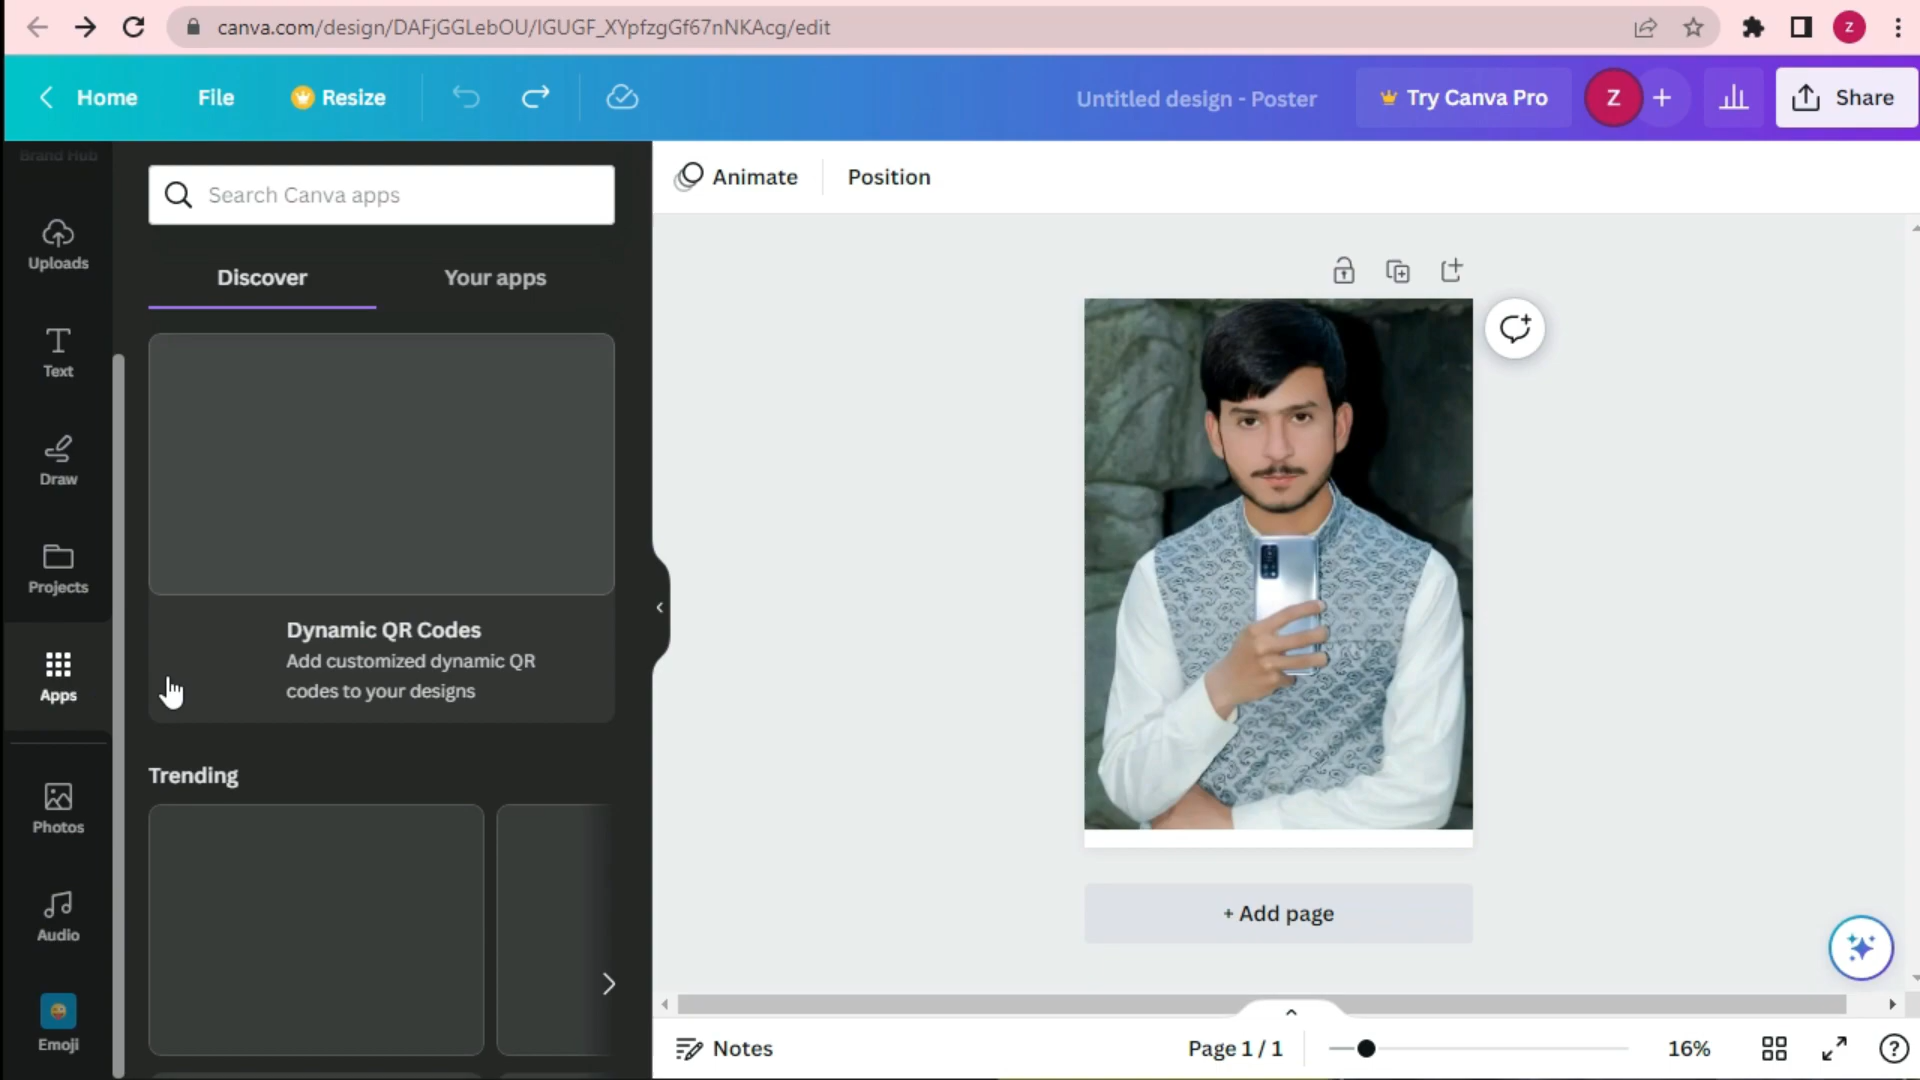 canva.com/design/DAFjGGLebOU/IGUGF_XYpfzgGf67nNKAcg/edit
Z
Home
File
Resize
Untitled design - Poster
Try Canva Pro
Z
Share
Brand Hub
Uploads
Text
Draw
Projects
Apps
Photos
Audio
Emoji
Search Canva apps
Discover
Your apps
Dynamic QR Codes
Add customized dynamic QR
codes to your designs
Trending
Animate
Position
+ Add page
Notes
Page 1 / 1
16%